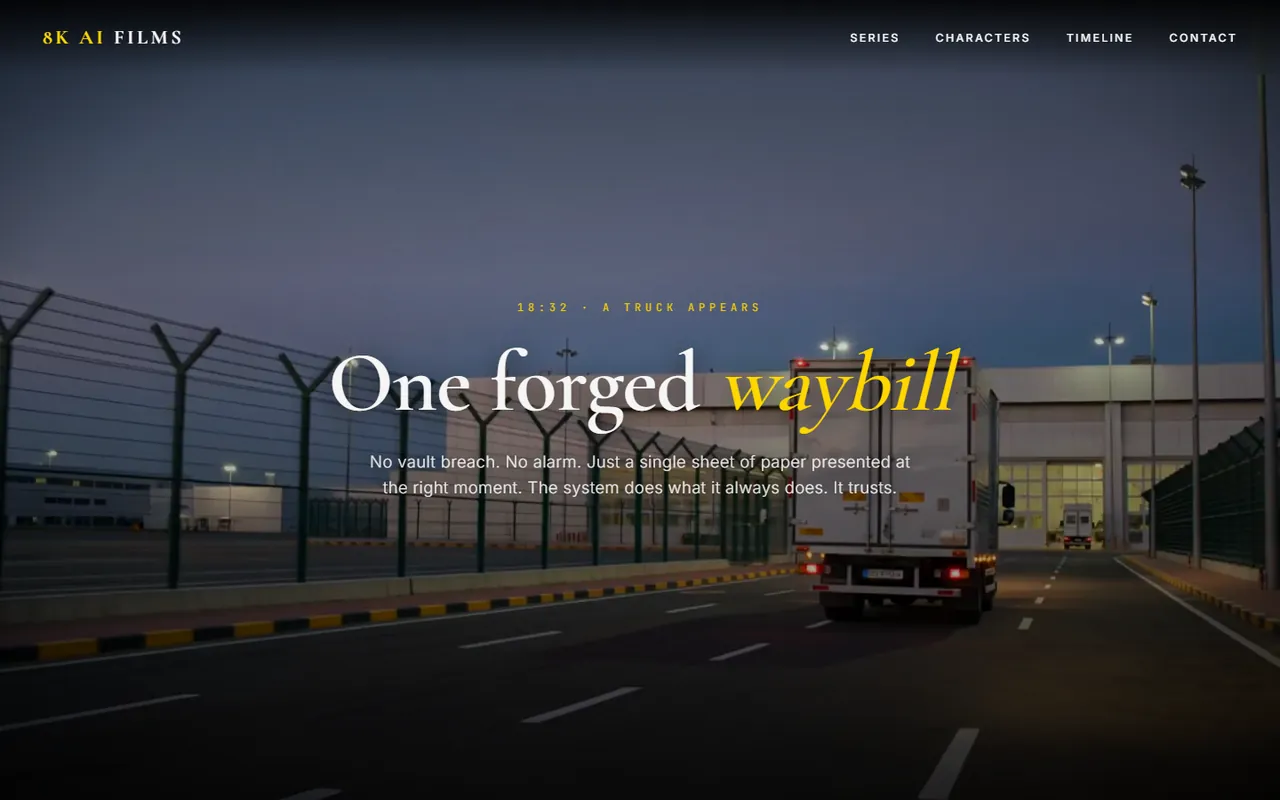 8K AI FILMS
SERIES
CHARACTERS
TIMELINE
CONTACT
18:32 · A TRUCK APPEARS
One forged waybill
No vault breach. No alarm. Just a single sheet of paper presented at
the right moment. The system does what it always does. It trusts.